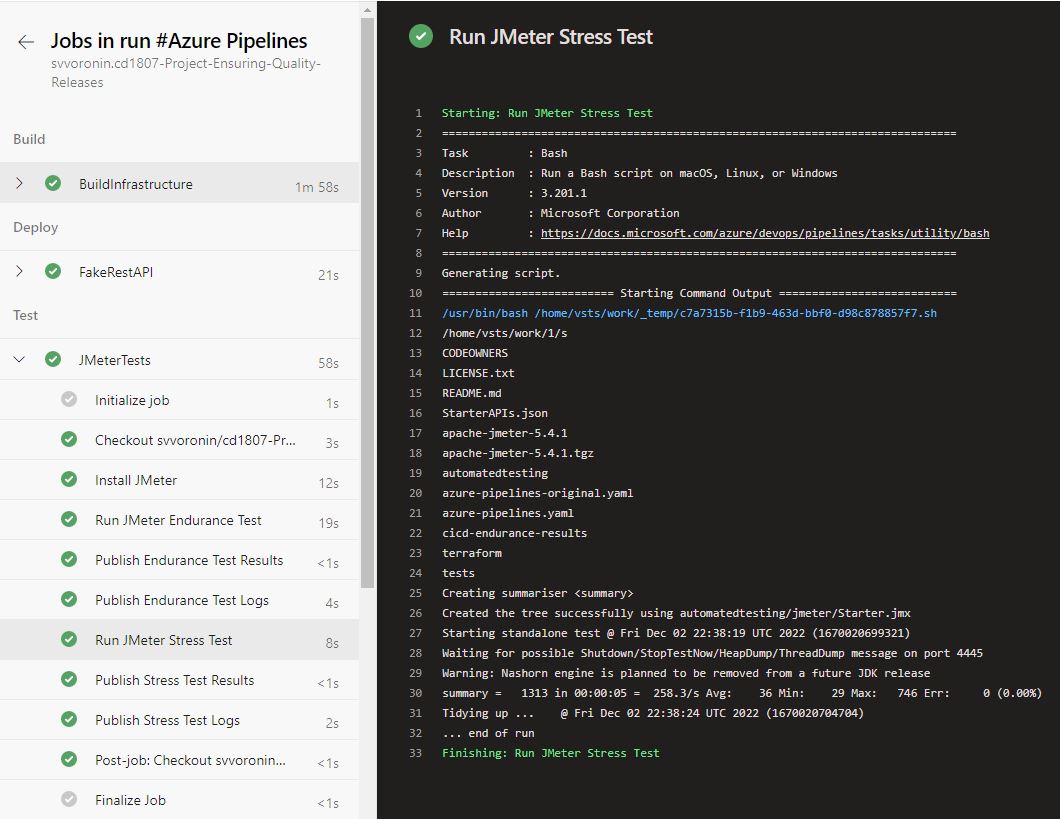 Jobs in run #Azure Pipelines
svvoronin.cd1807-Project-Ensuring-Quality-
Releases
Build
BuildInfrastructure 1m 58s
Deploy
FakeRestAPI 21s
Test
JMeterTests 58s
Initialize job 1s
Checkout svvoronin/cd1807-Pr... 3s
Install JMeter 12s
Run JMeter Endurance Test 19s
Publish Endurance Test Results <1s
Publish Endurance Test Logs 4s
Run JMeter Stress Test 8s
Publish Stress Test Results <1s
Publish Stress Test Logs 2s
Post-job: Checkout svvoronin... <1s
Finalize Job <1s
Run JMeter Stress Test
1 Starting: Run JMeter Stress Test
2 ==============================================================================
3 Task         : Bash
4 Description  : Run a Bash script on macOS, Linux, or Windows
5 Version      : 3.201.1
6 Author       : Microsoft Corporation
7 Help         : https://docs.microsoft.com/azure/devops/pipelines/tasks/utility/bash
8 ==============================================================================
9 Generating script.
10 ========================== Starting Command Output ===========================
11 /usr/bin/bash /home/vsts/work/_temp/c7a7315b-f1b9-463d-bbf0-d98c878857f7.sh
12 /home/vsts/work/1/s
13 CODEOWNERS
14 LICENSE.txt
15 README.md
16 StarterAPIs.json
17 apache-jmeter-5.4.1
18 apache-jmeter-5.4.1.tgz
19 automatedtesting
20 azure-pipelines-original.yaml
21 azure-pipelines.yaml
22 cicd-endurance-results
23 terraform
24 tests
25 Creating summariser <summary>
26 Created the tree successfully using automatedtesting/jmeter/Starter.jmx
27 Starting standalone test @ Fri Dec 02 22:38:19 UTC 2022 (1670020699321)
28 Waiting for possible Shutdown/StopTestNow/HeapDump/ThreadDump message on port 4445
29 Warning: Nashorn engine is planned to be removed from a future JDK release
30 summary =   1313 in 00:00:05 =  258.3/s Avg:    36 Min:    29 Max:   746 Err:     0 (0.00%)
31 Tidying up ...    @ Fri Dec 02 22:38:24 UTC 2022 (1670020704704)
32 ... end of run
33 Finishing: Run JMeter Stress Test